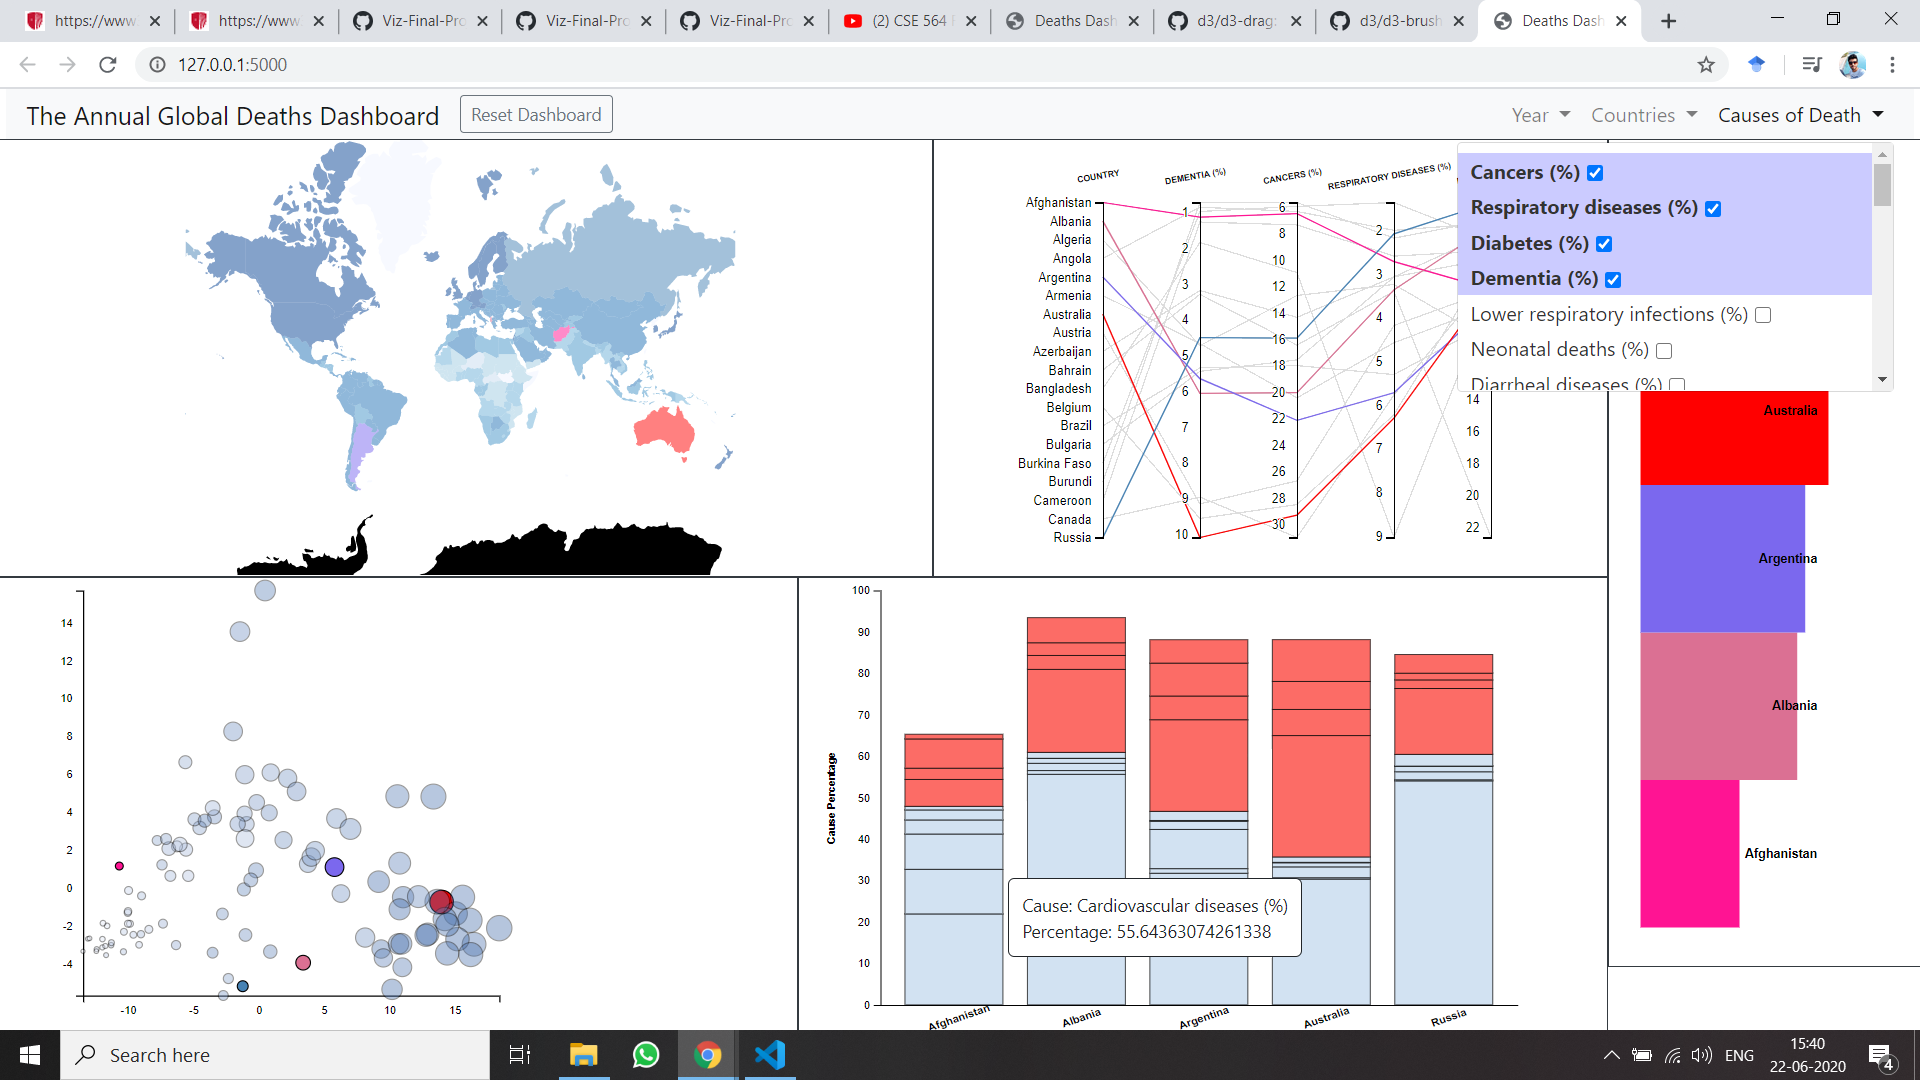 https://www
https://www
Viz-Final-Pro
Viz-Final-Pro
Viz-Final-Pro
(2) CSE 564
Deaths Dash
d3/d3-drag:
d3/d3-brush
Deaths Dash
127.0.0.1:5000
The Annual Global Deaths Dashboard
Reset Dashboard
Year
Countries
Causes of Death
Cancers (%)
Respiratory diseases (%)
Diabetes (%)
Dementia (%)
Lower respiratory infections (%)
Neonatal deaths (%)
Diarrheal diseases (%)
COUNTRY
DEMENTIA (%)
CANCERS (%)
RESPIRATORY DISEASES (%)
Afghanistan
Albania
Algeria
Angola
Argentina
Armenia
Australia
Austria
Azerbaijan
Bahrain
Bangladesh
Belgium
Brazil
Bulgaria
Burkina Faso
Burundi
Cameroon
Canada
Russia
1
2
3
4
5
6
7
8
9
10
6
8
10
12
14
16
18
20
22
24
26
28
30
2
3
4
5
6
7
8
9
14
16
18
20
22
Australia
Argentina
Albania
Afghanistan
14
12
10
8
6
4
2
0
-2
-4
-10
-5
0
5
10
15
100
90
80
70
60
50
40
30
20
10
0
Cause Percentage
Cause: Cardiovascular diseases (%)
Percentage: 55.64363074261338
Afghanistan
Albania
Argentina
Australia
Russia
Search here
ENG
15:40
22-06-2020
4